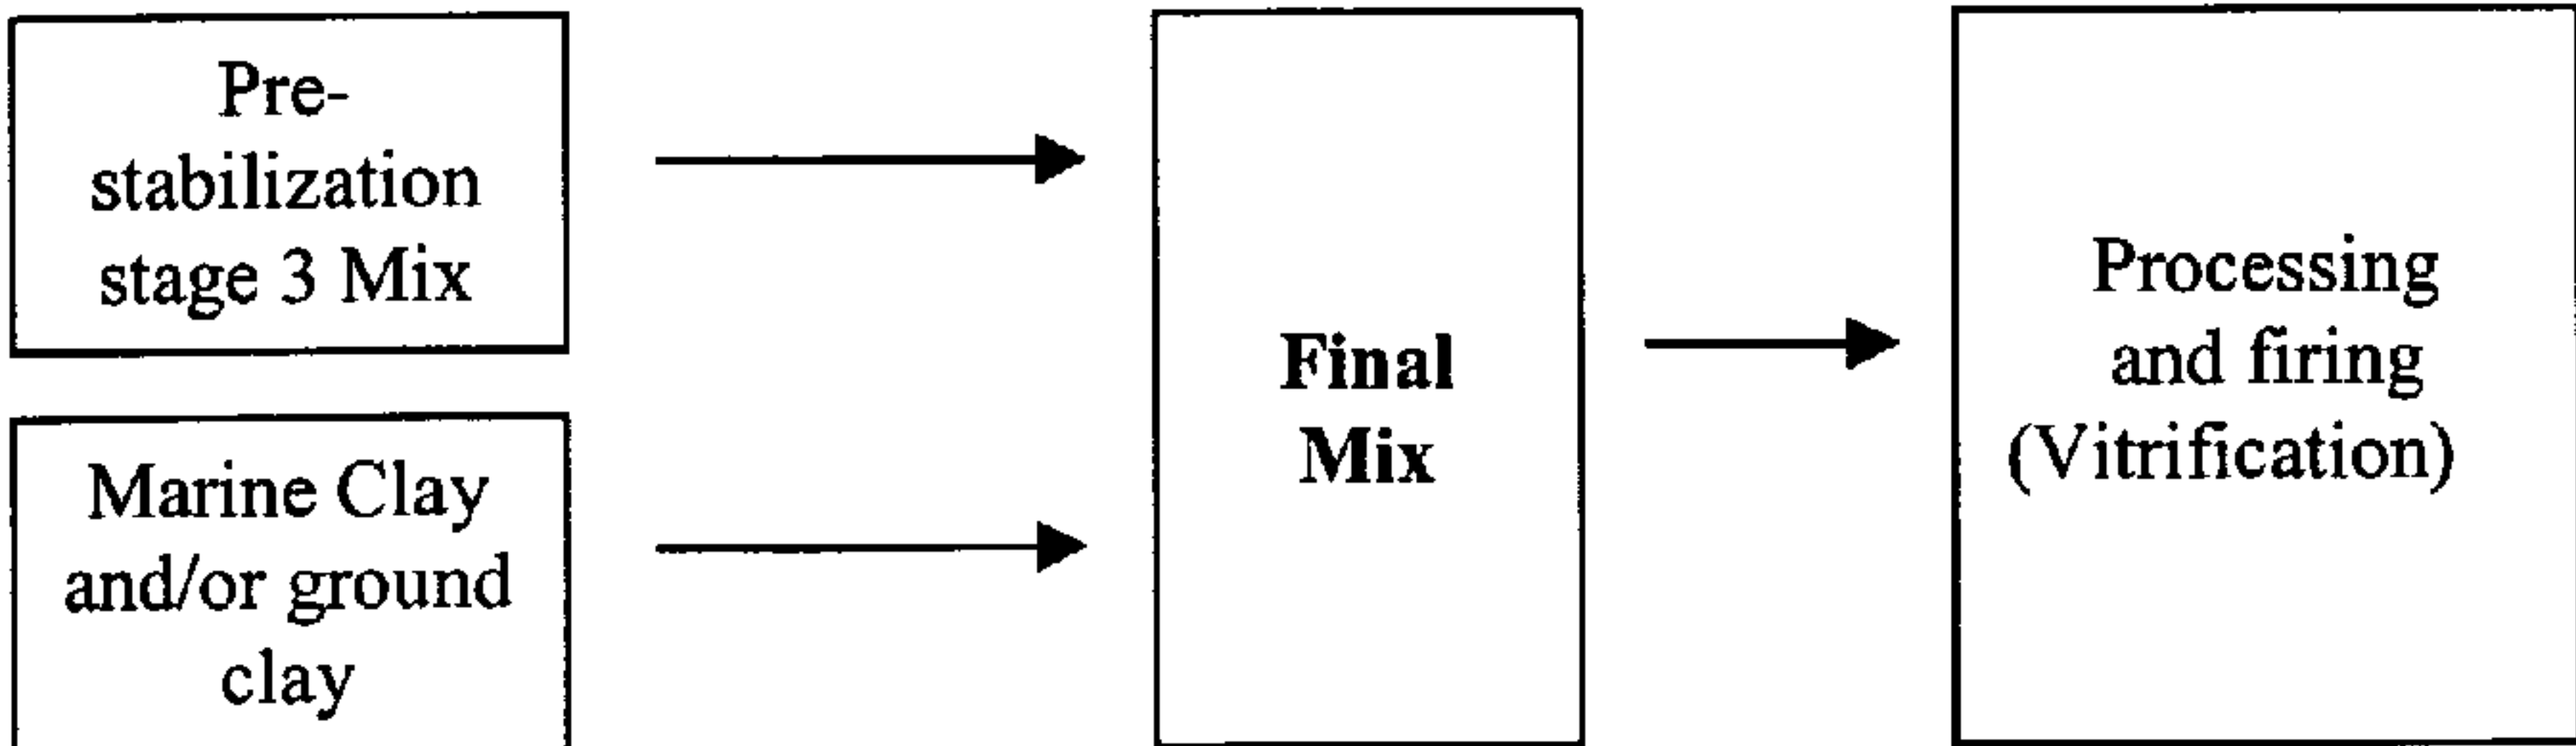 Pre-
stabilization
stage 3 Mix
Marine Clay
and/or ground
clay
Final
Mix
Processing
and firing
(Vitrification)